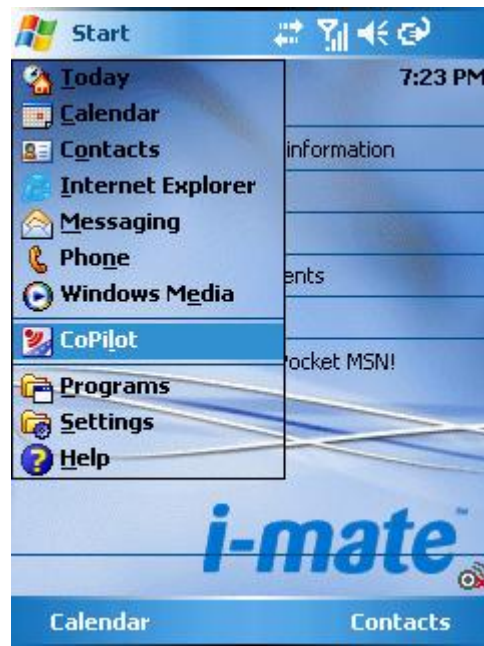 Start
Today
7:23 PM
Calendar
Contacts
information
Internet Explorer
Messaging
Phone
ents
Windows Media
CoPilot
Pocket MSN!
Programs
Settings
Help
i-mate™
Calendar
Contacts